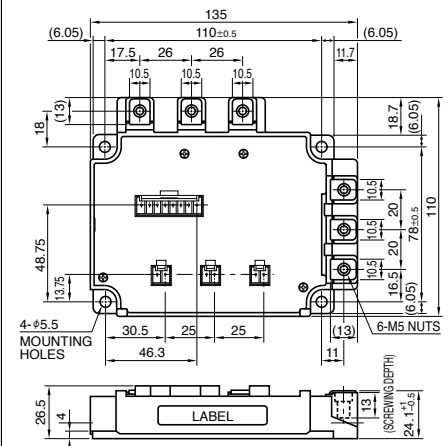 135
(6.05) 110±0.5 (6.05)
17.5 26 26 11.7
10.5 10.5 10.5
(13)
18
18.7
(6.05)
10.5
20
10.5
20
10.5
16.5
78±0.5
110
(6.05)
48.75
13.75
4-φ5.5
MOUNTING
HOLES
30.5 25 25
(13)
6-M5 NUTS
46.3
11
26.5
4
LABEL
13
(SCREWING DEPTH)
24.1 +1 -0.5